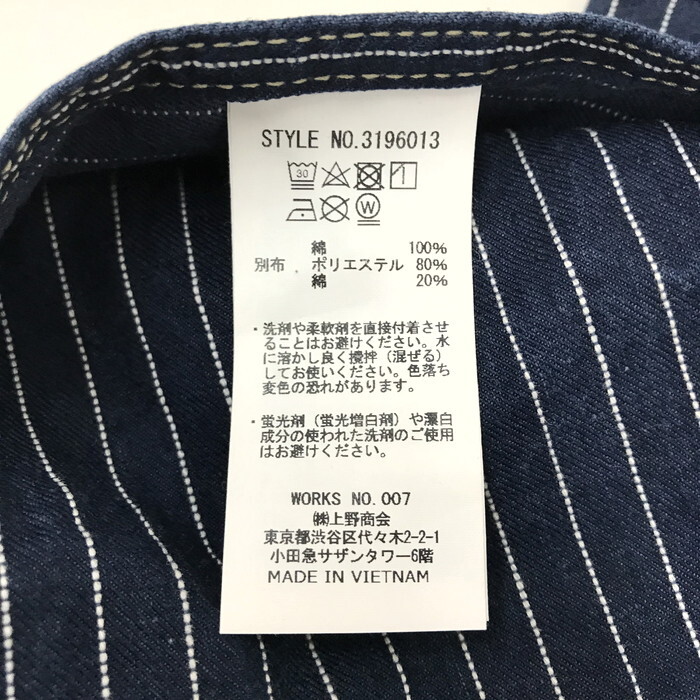 STYLE NO.3196013
30
W
綿 100%
別布 ポリエステル 80%
綿 20%
・洗剤や柔軟剤を直接付着させ
ることはお避けください。水
に溶かし良く攪拌（混ぜる）
してお使いください。色落ち
変色の恐れがあります。
・蛍光剤（蛍光増白剤）や漂白
成分の使われた洗剤のご使用
はお避けください。
WORKS NO.007
㈱上野商会
東京都渋谷区代々木2-2-1
小田急サザンタワー6階
MADE IN VIETNAM